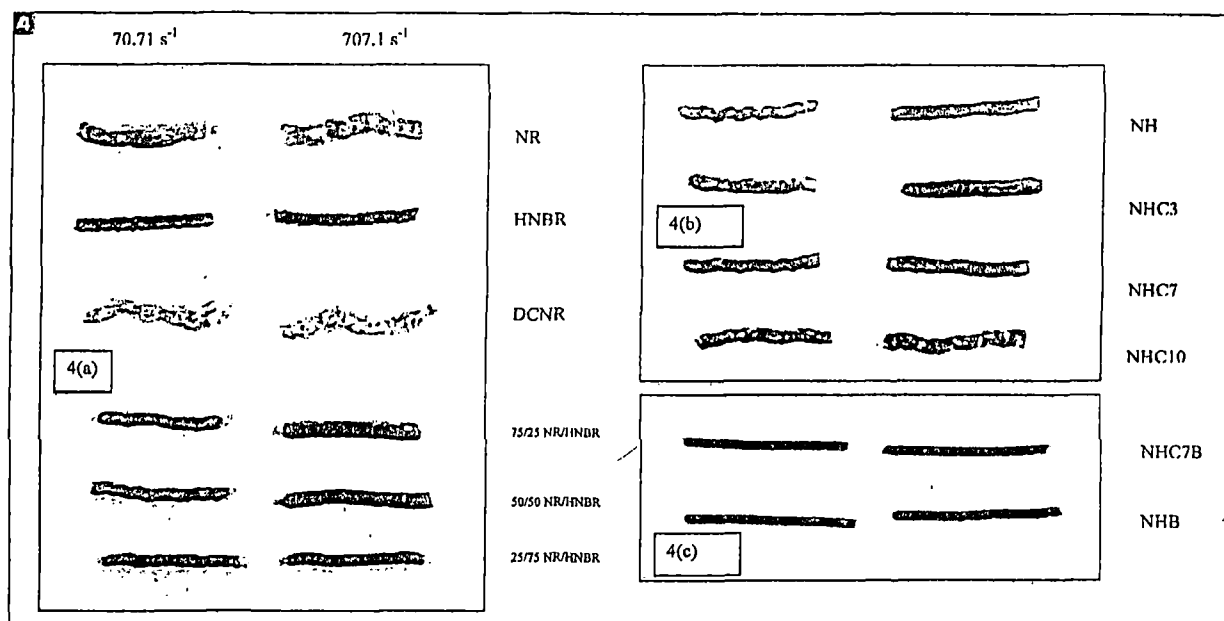 4
70.71 s⁻¹ 707.1 s⁻¹
NR
HNBR
DCNR
4(a)
75/25 NR/HNBR
50/50 NR/HNBR
25/75 NR/HNBR
NH
NHC3
4(b)
NHC7
NHC10
NHC7B
NHB
4(c)